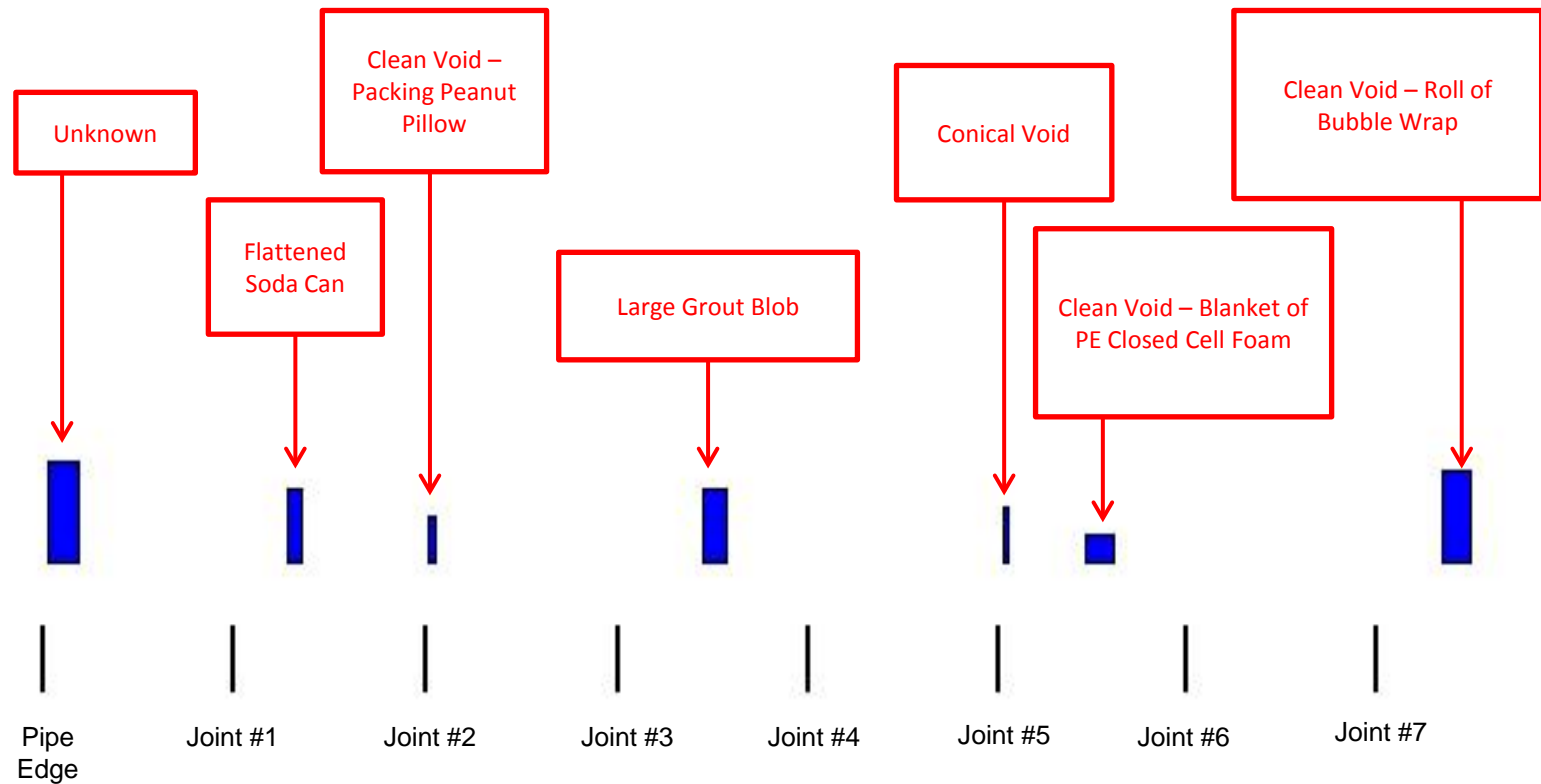 Unknown
Flattened
Soda Can
Clean Void –
Packing Peanut
Pillow
Large Grout Blob
Conical Void
Clean Void – Blanket of
PE Closed Cell Foam
Clean Void – Roll of
Bubble Wrap
Pipe
Edge
Joint #1
Joint #2
Joint #3
Joint #4
Joint #5
Joint #6
Joint #7